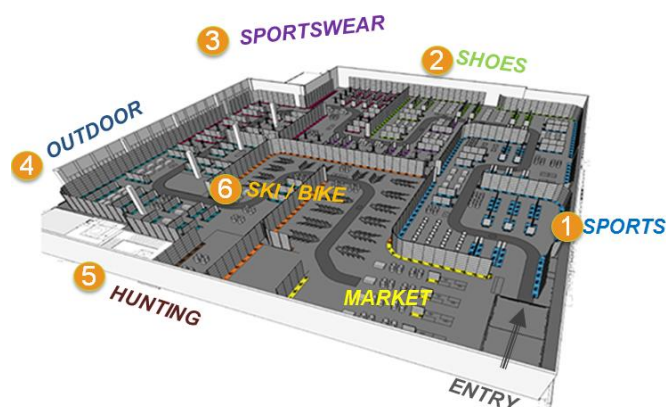 3 SPORTSWEAR
2 SHOES
4 OUTDOOR
6 SKI / BIKE
1 SPORTS
5 HUNTING
MARKET
ENTRY